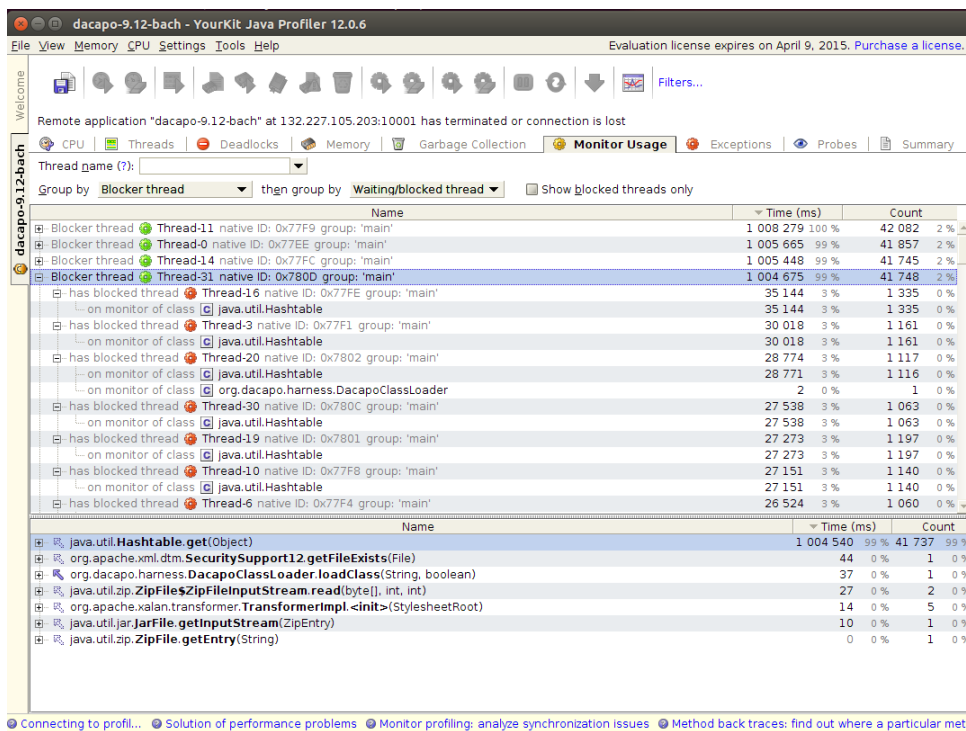 dacapo-9.12-bach - YourKit Java Profiler 12.0.6
File View Memory CPU Settings Tools Help Evaluation license expires on April 9, 2015. Purchase a license.
Welcome
dacapo-9.12-bach
Filters...
Remote application "dacapo-9.12-bach" at 132.227.105.203:10001 has terminated or connection is lost
CPU Threads Deadlocks Memory Garbage Collection Monitor Usage Exceptions Probes Summary
Thread name (?):
Group by Blocker thread then group by Waiting/blocked thread Show blocked threads only
Name Time (ms) Count
Blocker thread Thread-11 native ID: 0x77F9 group: 'main' 1 008 279 100 % 42 082 2 %
Blocker thread Thread-0 native ID: 0x77EE group: 'main' 1 005 665 99 % 41 857 2 %
Blocker thread Thread-14 native ID: 0x77FC group: 'main' 1 005 448 99 % 41 745 2 %
Blocker thread Thread-31 native ID: 0x780D group: 'main' 1 004 675 99 % 41 748 2 %
has blocked thread Thread-16 native ID: 0x77FE group: 'main' 35 144 3 % 1 335 0 %
on monitor of class java.util.Hashtable 35 144 3 % 1 335 0 %
has blocked thread Thread-3 native ID: 0x77F1 group: 'main' 30 018 3 % 1 161 0 %
on monitor of class java.util.Hashtable 30 018 3 % 1 161 0 %
has blocked thread Thread-20 native ID: 0x7802 group: 'main' 28 774 3 % 1 117 0 %
on monitor of class java.util.Hashtable 28 771 3 % 1 116 0 %
on monitor of class org.dacapo.harness.DacapoClassLoader 2 0 % 1 0 %
has blocked thread Thread-30 native ID: 0x780C group: 'main' 27 538 3 % 1 063 0 %
on monitor of class java.util.Hashtable 27 538 3 % 1 063 0 %
has blocked thread Thread-19 native ID: 0x7801 group: 'main' 27 273 3 % 1 197 0 %
on monitor of class java.util.Hashtable 27 273 3 % 1 197 0 %
has blocked thread Thread-10 native ID: 0x77F8 group: 'main' 27 151 3 % 1 140 0 %
on monitor of class java.util.Hashtable 27 151 3 % 1 140 0 %
has blocked thread Thread-6 native ID: 0x77F4 group: 'main' 26 524 3 % 1 060 0 %
Name Time (ms) Count
java.util.Hashtable.get(Object) 1 004 540 99 % 41 737 99 %
org.apache.xml.dtm.SecuritySupport12.getFileExists(File) 44 0 % 1 0 %
org.dacapo.harness.DacapoClassLoader.loadClass(String, boolean) 37 0 % 1 0 %
java.util.zip.ZipFile$ZipFileInputStream.read(byte[], int, int) 27 0 % 2 0 %
org.apache.xalan.transformer.TransformerImpl.<init>(StylesheetRoot) 14 0 % 5 0 %
java.util.jar.JarFile.getInputStream(ZipEntry) 10 0 % 1 0 %
java.util.zip.ZipFile.getEntry(String) 0 0 % 1 0 %
Connecting to profil... Solution of performance problems Monitor profiling: analyze synchronization issues Method back traces: find out where a particular met